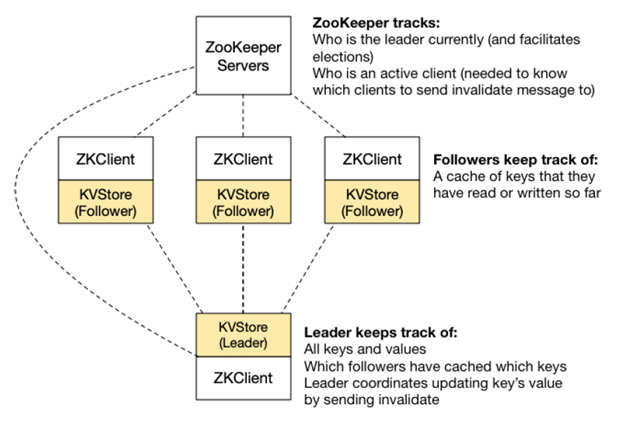 ZooKeeper
Servers
ZooKeeper tracks:
Who is the leader currently (and facilitates
elections)
Who is an active client (needed to know
which clients to send invalidate message to)
ZKClient
KVStore
(Follower)
ZKClient
KVStore
(Follower)
ZKClient
KVStore
(Follower)
Followers keep track of:
A cache of keys that they
have read or written so far
KVStore
(Leader)
ZKClient
Leader keeps track of:
All keys and values
Which followers have cached which keys
Leader coordinates updating key's value
by sending invalidate